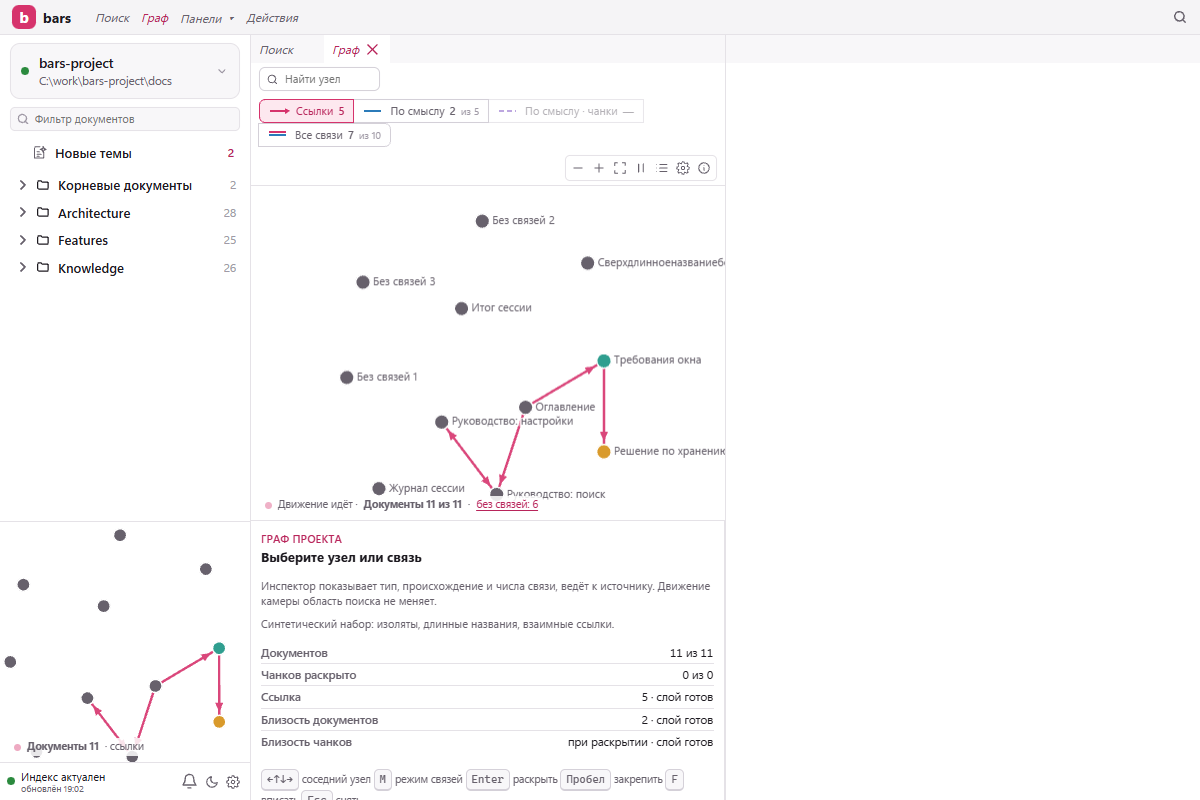 b bars Поиск Граф Панели Действия
bars-project
C:\work\bars-project\docs
Фильтр документов
Новые темы 2
Корневые документы 2
Architecture 28
Features 25
Knowledge 26
Документы 11 · ссылки
Индекс актуален
обновлён 19:02
Поиск Граф
Найти узел
Ссылки 5 По смыслу 2 из 5 По смыслу · чанки —
Все связи 7 из 10
Без связей 2
Сверхдлинноеназваниебе
Без связей 3
Итог сессии
Требования окна
Без связей 1
Оглавление
Руководство: настройки
Решение по хранению
Журнал сессии
Руководство: поиск
Движение идёт · Документы 11 из 11 · без связей: 6
ГРАФ ПРОЕКТА
Выберите узел или связь
Инспектор показывает тип, происхождение и числа связи, ведёт к источнику. Движение
камеры область поиска не меняет.
Синтетический набор: изоляты, длинные названия, взаимные ссылки.
Документы 11 из 11
Чанков раскрыто 0 из 0
Ссылка 5 · слой готов
Близость документов 2 · слой готов
Близость чанков при раскрытии · слой готов
←↑↓→ соседний узел M режим связей Enter раскрыть Пробел закрепить F
вписать Esc снять